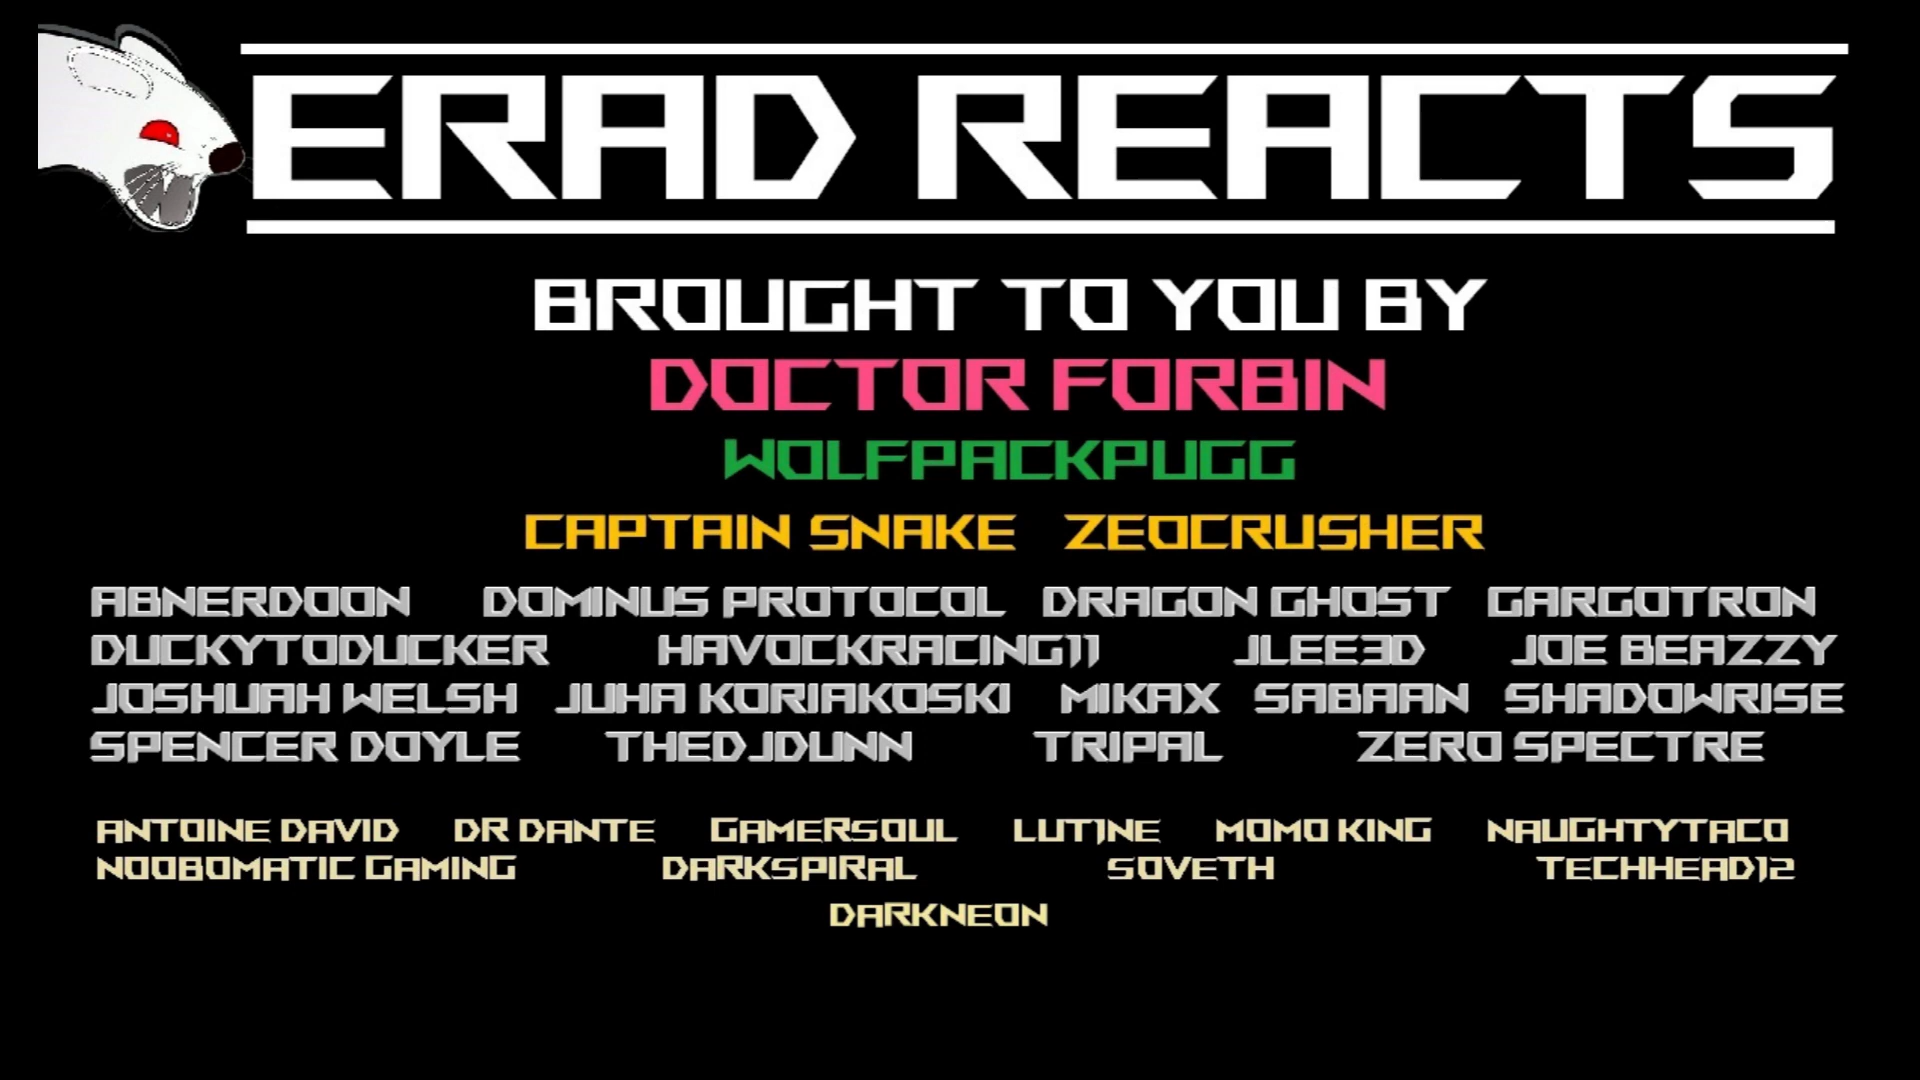 ERAD REACTS
BROUGHT TO YOU BY
DOCTOR FORBIN
WOLFPACKPUGG
CAPTAIN SNAKE ZEOCRUSHER
ABNERDOON DOMINUS PROTOCOL DRAGON GHOST GARGOTRON
DUCKYTODUCKER HAVOCKRACING11 JLEE3D JOE BEAZZY
JOSHUAH WELSH JUHA KORIAKOSKI MIKAX SABAAN SHADOWRISE
SPENCER DOYLE THEDJDUNN TRIPAL ZERO SPECTRE
ANTOINE DAVID DR DANTE GAMERSOUL LUT1NE MOMO KING NAUGHTYTACO
NOOBOMATIC GAMING DARKSPIRAL SOVETH TECHHEAD12
DARKNEON